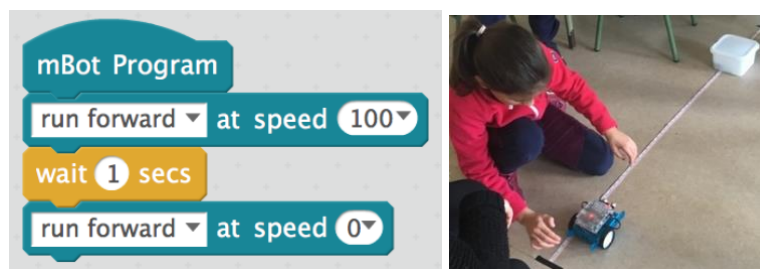 mBot Program
run forward at speed 100
wait 1 secs
run forward at speed 0